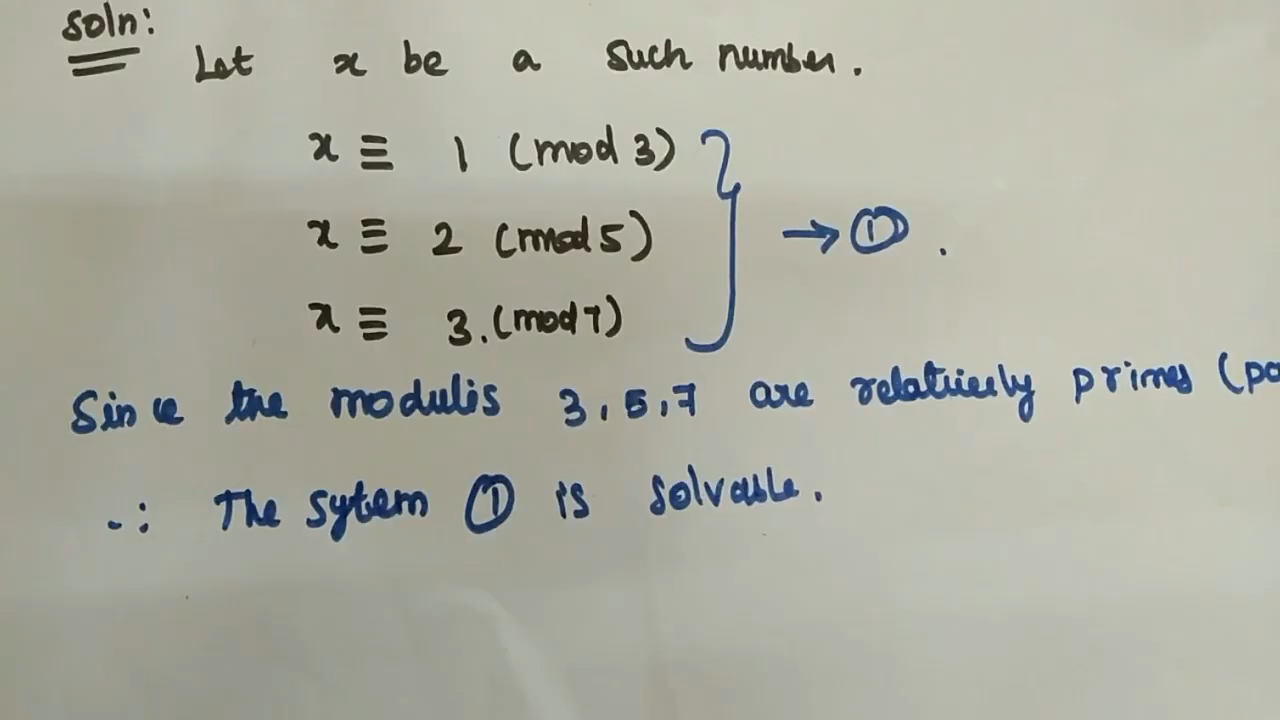 Soln:
Let x be a such number.
x ≡ 1 (mod 3)
x ≡ 2 (mod 5) → ①.
x ≡ 3. (mod 7)
Since the modulis 3, 5, 7 are relatively primes (pa
∴ The sytem ① is solvable.